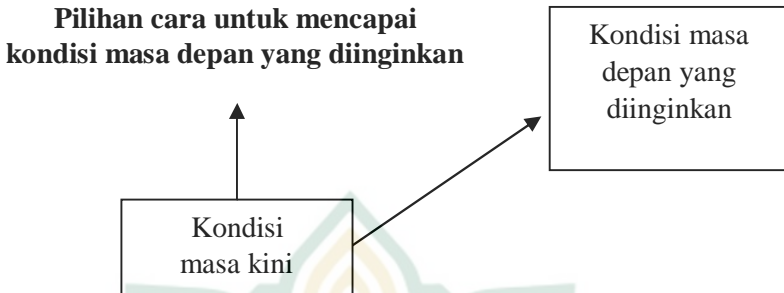 Pilihan cara untuk mencapai
kondisi masa depan yang diinginkan
Kondisi masa
depan yang
diinginkan
Kondisi
masa kini